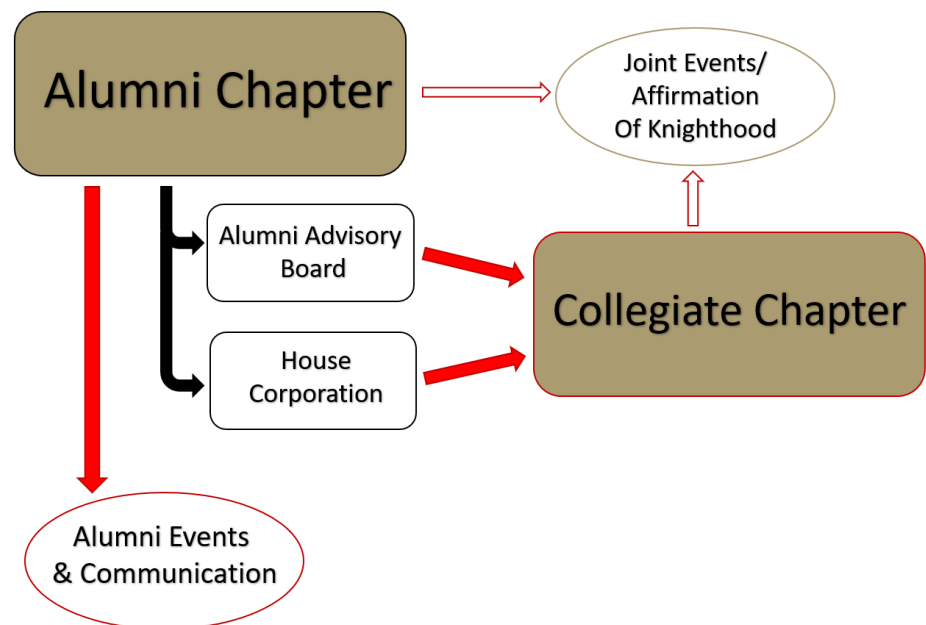 Alumni Chapter
Joint Events/
Affirmation
Of Knighthood
Alumni Advisory
Board
Collegiate Chapter
House
Corporation
Alumni Events
& Communication